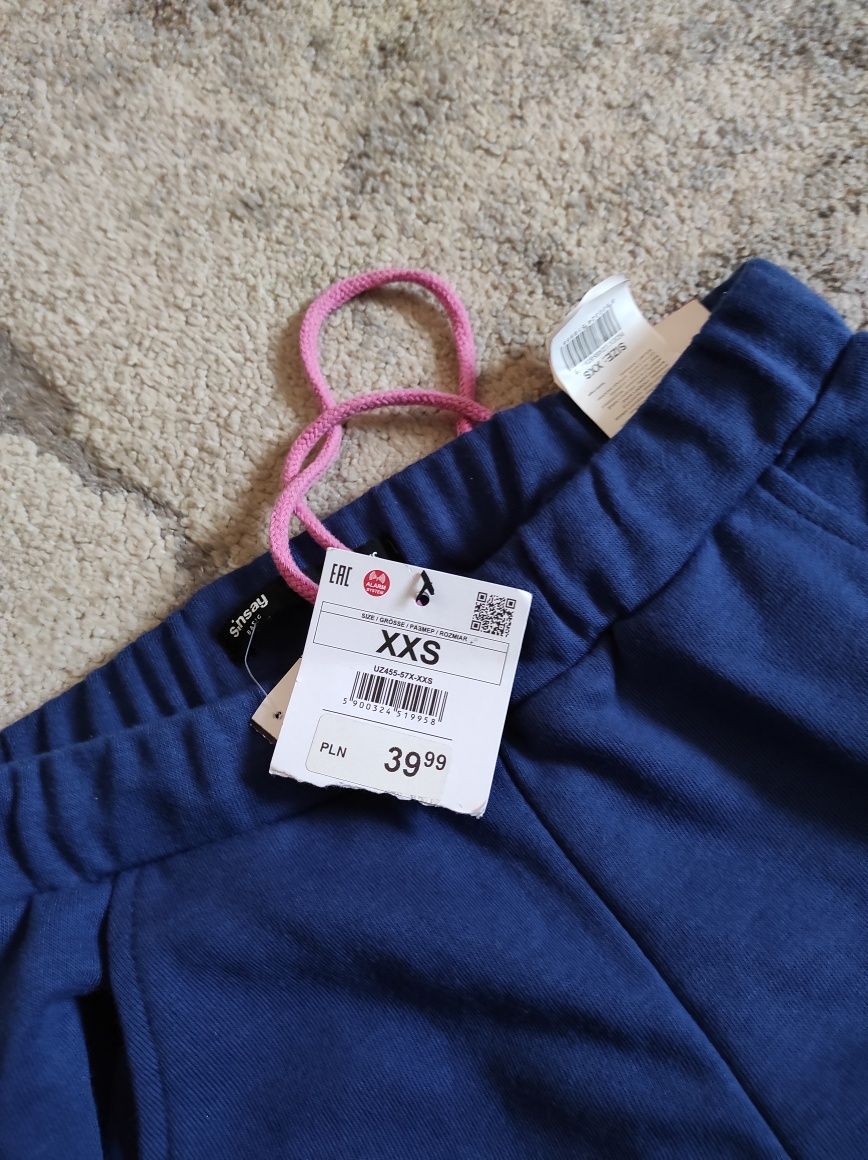 SIZE: XXS
sinsay
BASIC
EAC
ALARM
SYSTEM
SIZE / GRÖSSE / РАЗМЕР / ROZMIAR
XXS
UZ455-57X-XXS
5 900324 519958
PLN 39 99